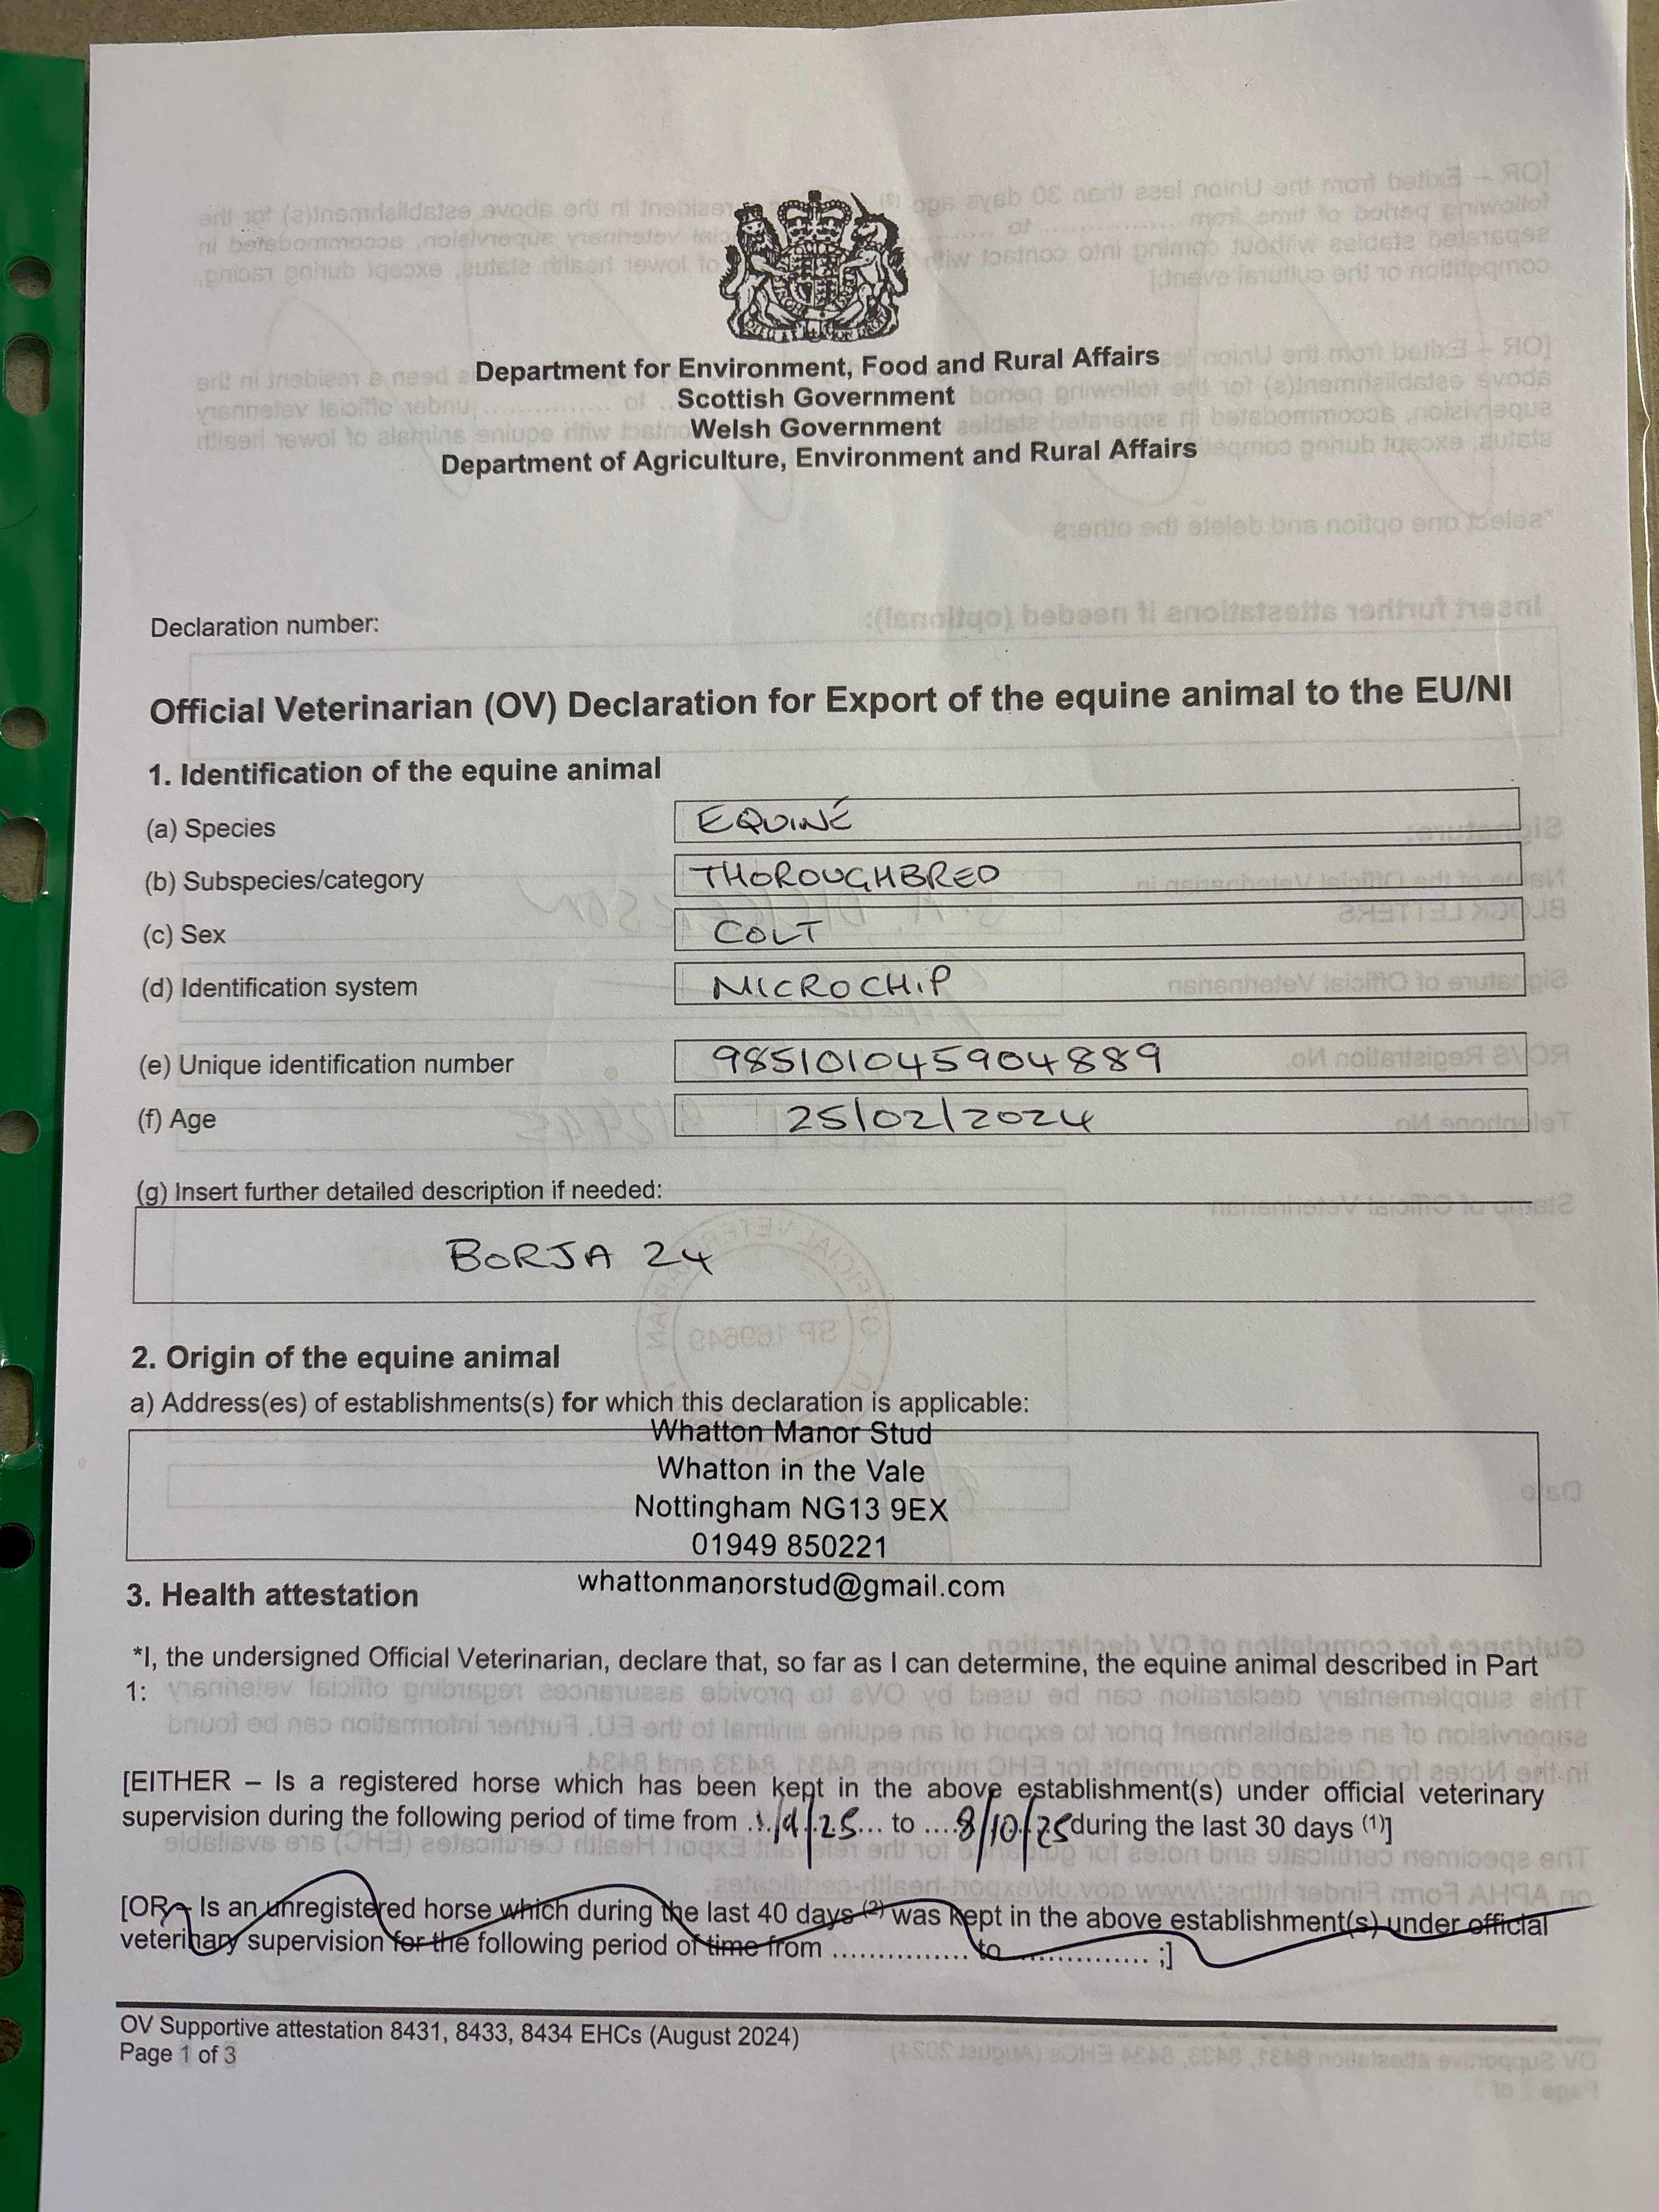 Department for Environment, Food and Rural Affairs
Scottish Government
Welsh Government
Department of Agriculture, Environment and Rural Affairs
Declaration number:
Official Veterinarian (OV) Declaration for Export of the equine animal to the EU/NI
1. Identification of the equine animal
(a) Species EQUINE
(b) Subspecies/category THOROUGHBRED
(c) Sex COLT
(d) Identification system MICROCHIP
(e) Unique identification number 985101045904889
(f) Age 25/02/2024
(g) Insert further detailed description if needed:
BORJA 24
2. Origin of the equine animal
a) Address(es) of establishments(s) for which this declaration is applicable:
Whatton Manor Stud
Whatton in the Vale
Nottingham NG13 9EX
01949 850221
whattonmanorstud@gmail.com
3. Health attestation
*I, the undersigned Official Veterinarian, declare that, so far as I can determine, the equine animal described in Part
1:
[EITHER – Is a registered horse which has been kept in the above establishment(s) under official veterinary
supervision during the following period of time from 1/9/25 to 8/10/25 during the last 30 days (1)]
[OR – Is an unregistered horse which during the last 40 days (2) was kept in the above establishment(s) under official
veterinary supervision for the following period of time from ............... to ............... ;]
OV Supportive attestation 8431, 8433, 8434 EHCs (August 2024)
Page 1 of 3